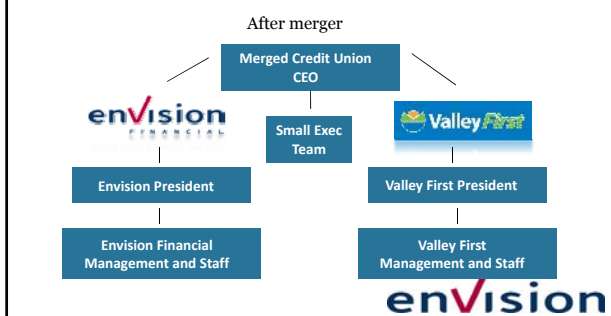 After merger
Merged Credit Union
CEO
envision
FINANCIAL
Small Exec
Team
Valley First
Envision President
Valley First President
Envision Financial
Management and Staff
Valley First
Management and Staff
envision